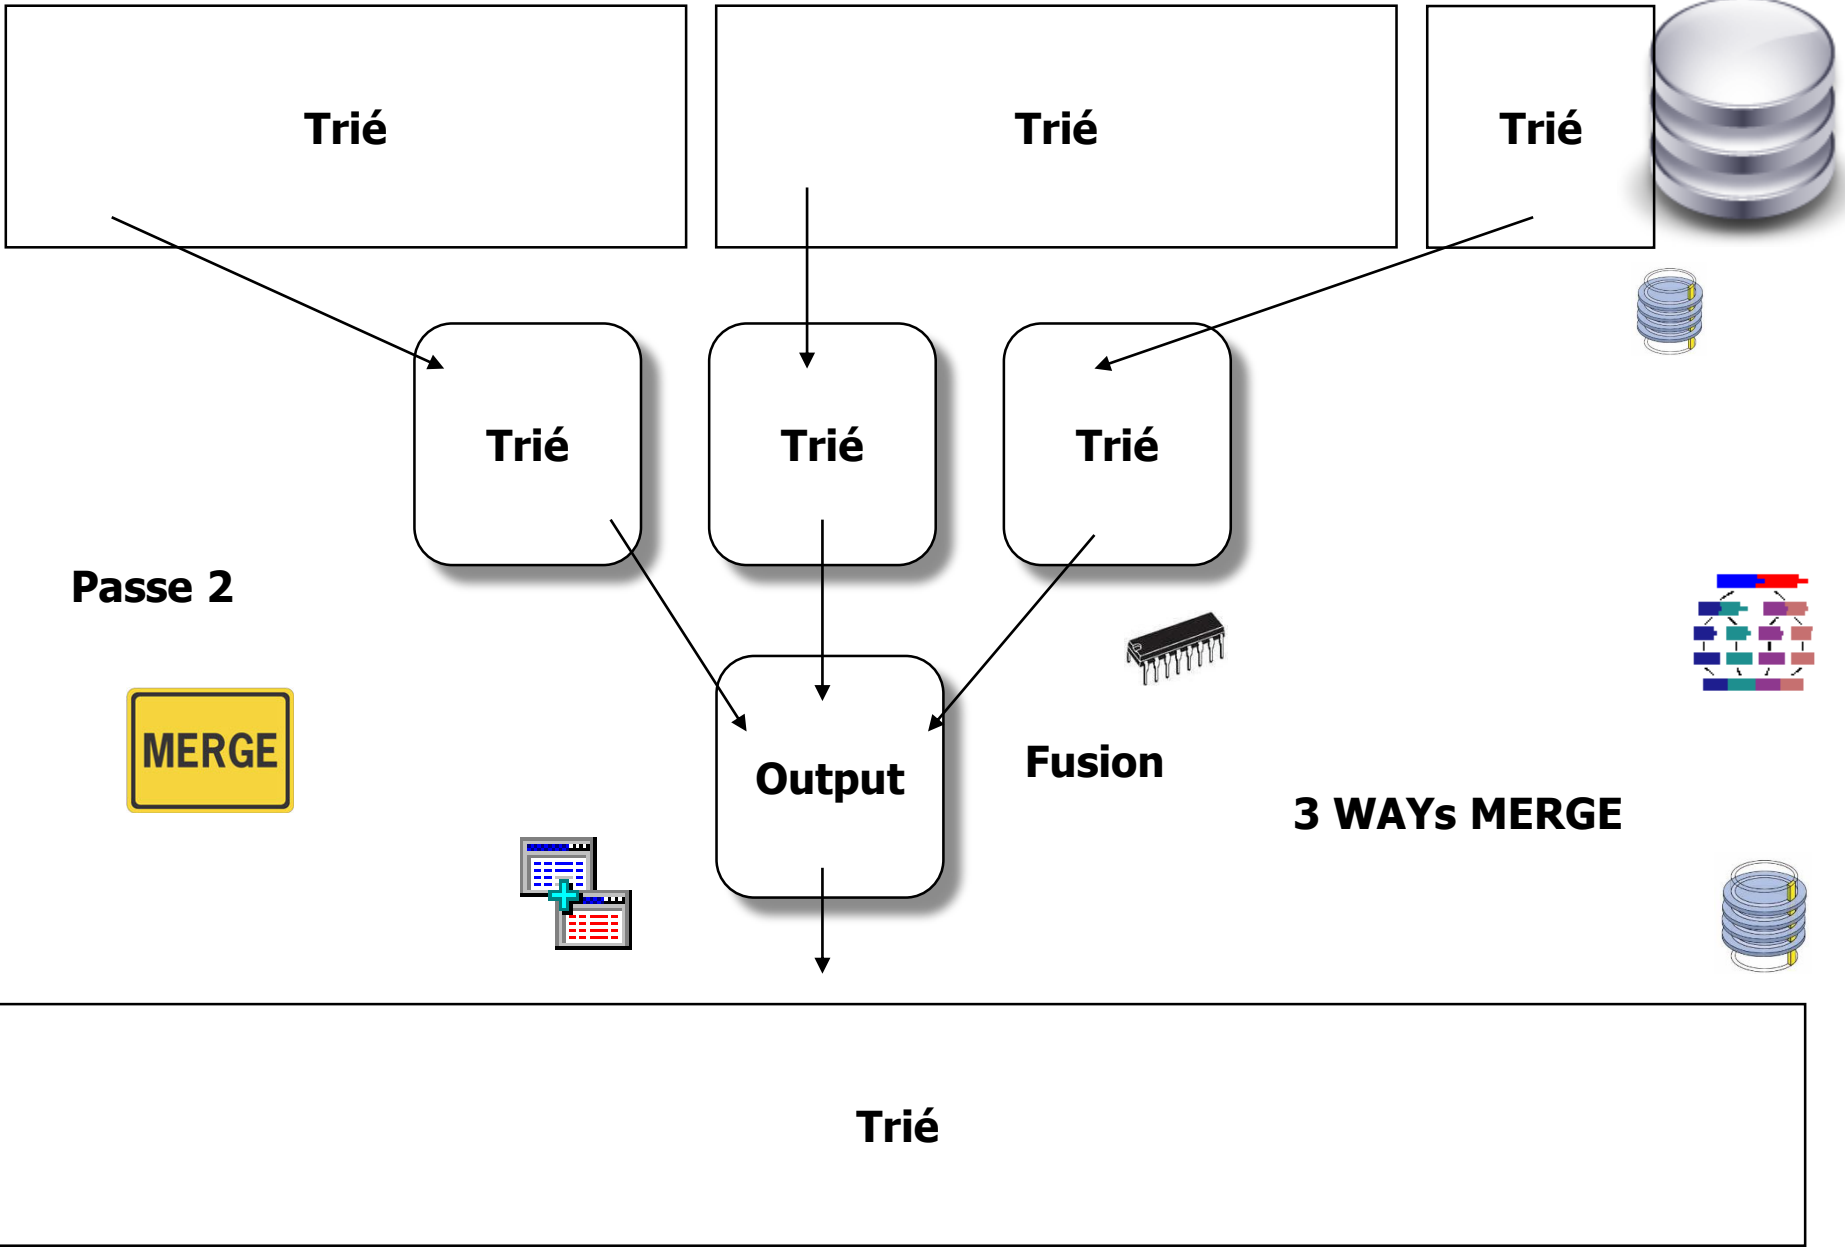 Trié
Trié
Trié
Trié
Trié
Trié
Passe 2
MERGE
Output
Fusion
3 WAYs MERGE
Trié